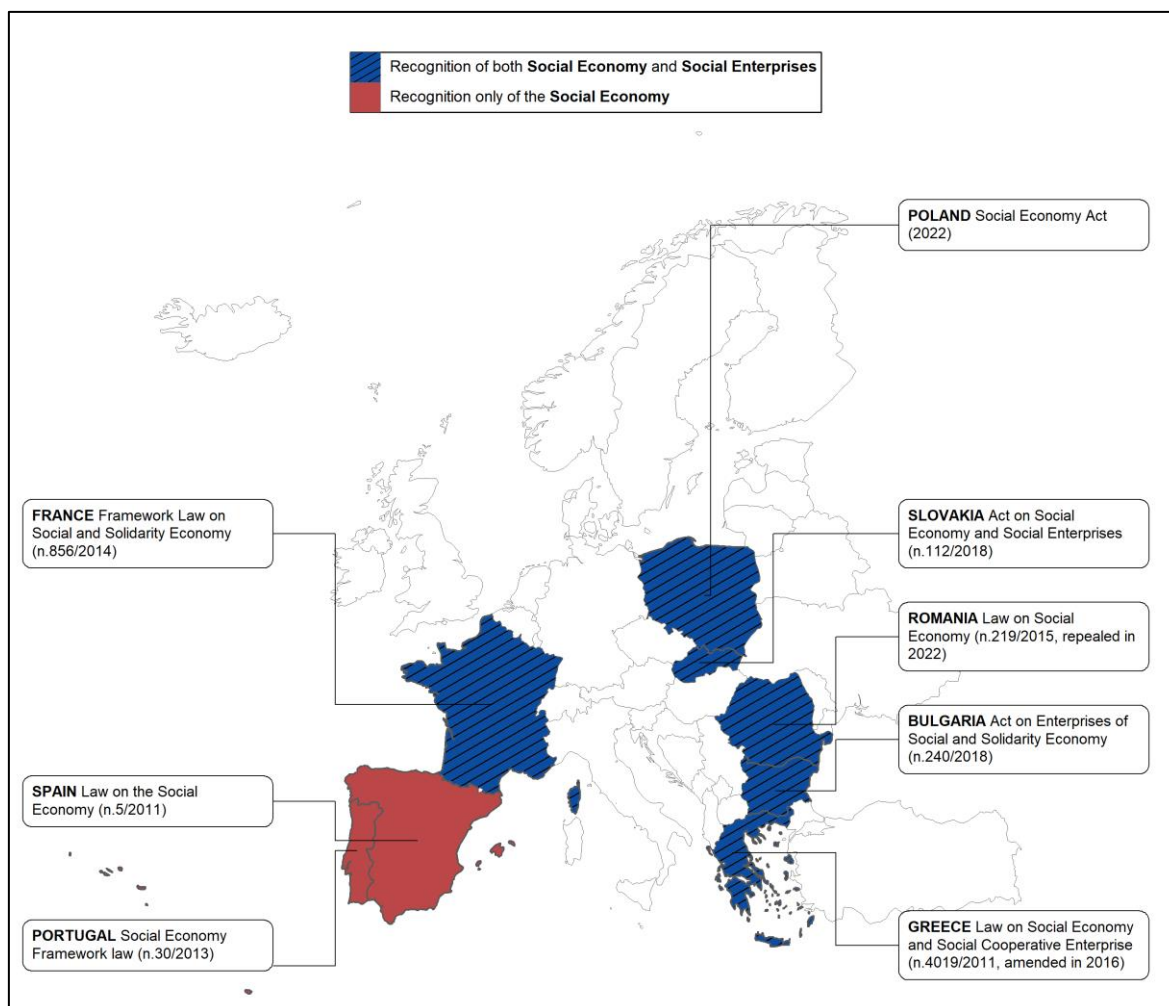 Recognition of both Social Economy and Social Enterprises
Recognition only of the Social Economy
POLAND Social Economy Act
(2022)
FRANCE Framework Law on
Social and Solidarity Economy
(n.856/2014)
SLOVAKIA Act on Social
Economy and Social Enterprises
(n.112/2018)
ROMANIA Law on Social
Economy (n.219/2015, repealed in
2022)
BULGARIA Act on Enterprises of
Social and Solidarity Economy
(n.240/2018)
SPAIN Law on the Social
Economy (n.5/2011)
PORTUGAL Social Economy
Framework law (n.30/2013)
GREECE Law on Social Economy
and Social Cooperative Enterprise
(n.4019/2011, amended in 2016)